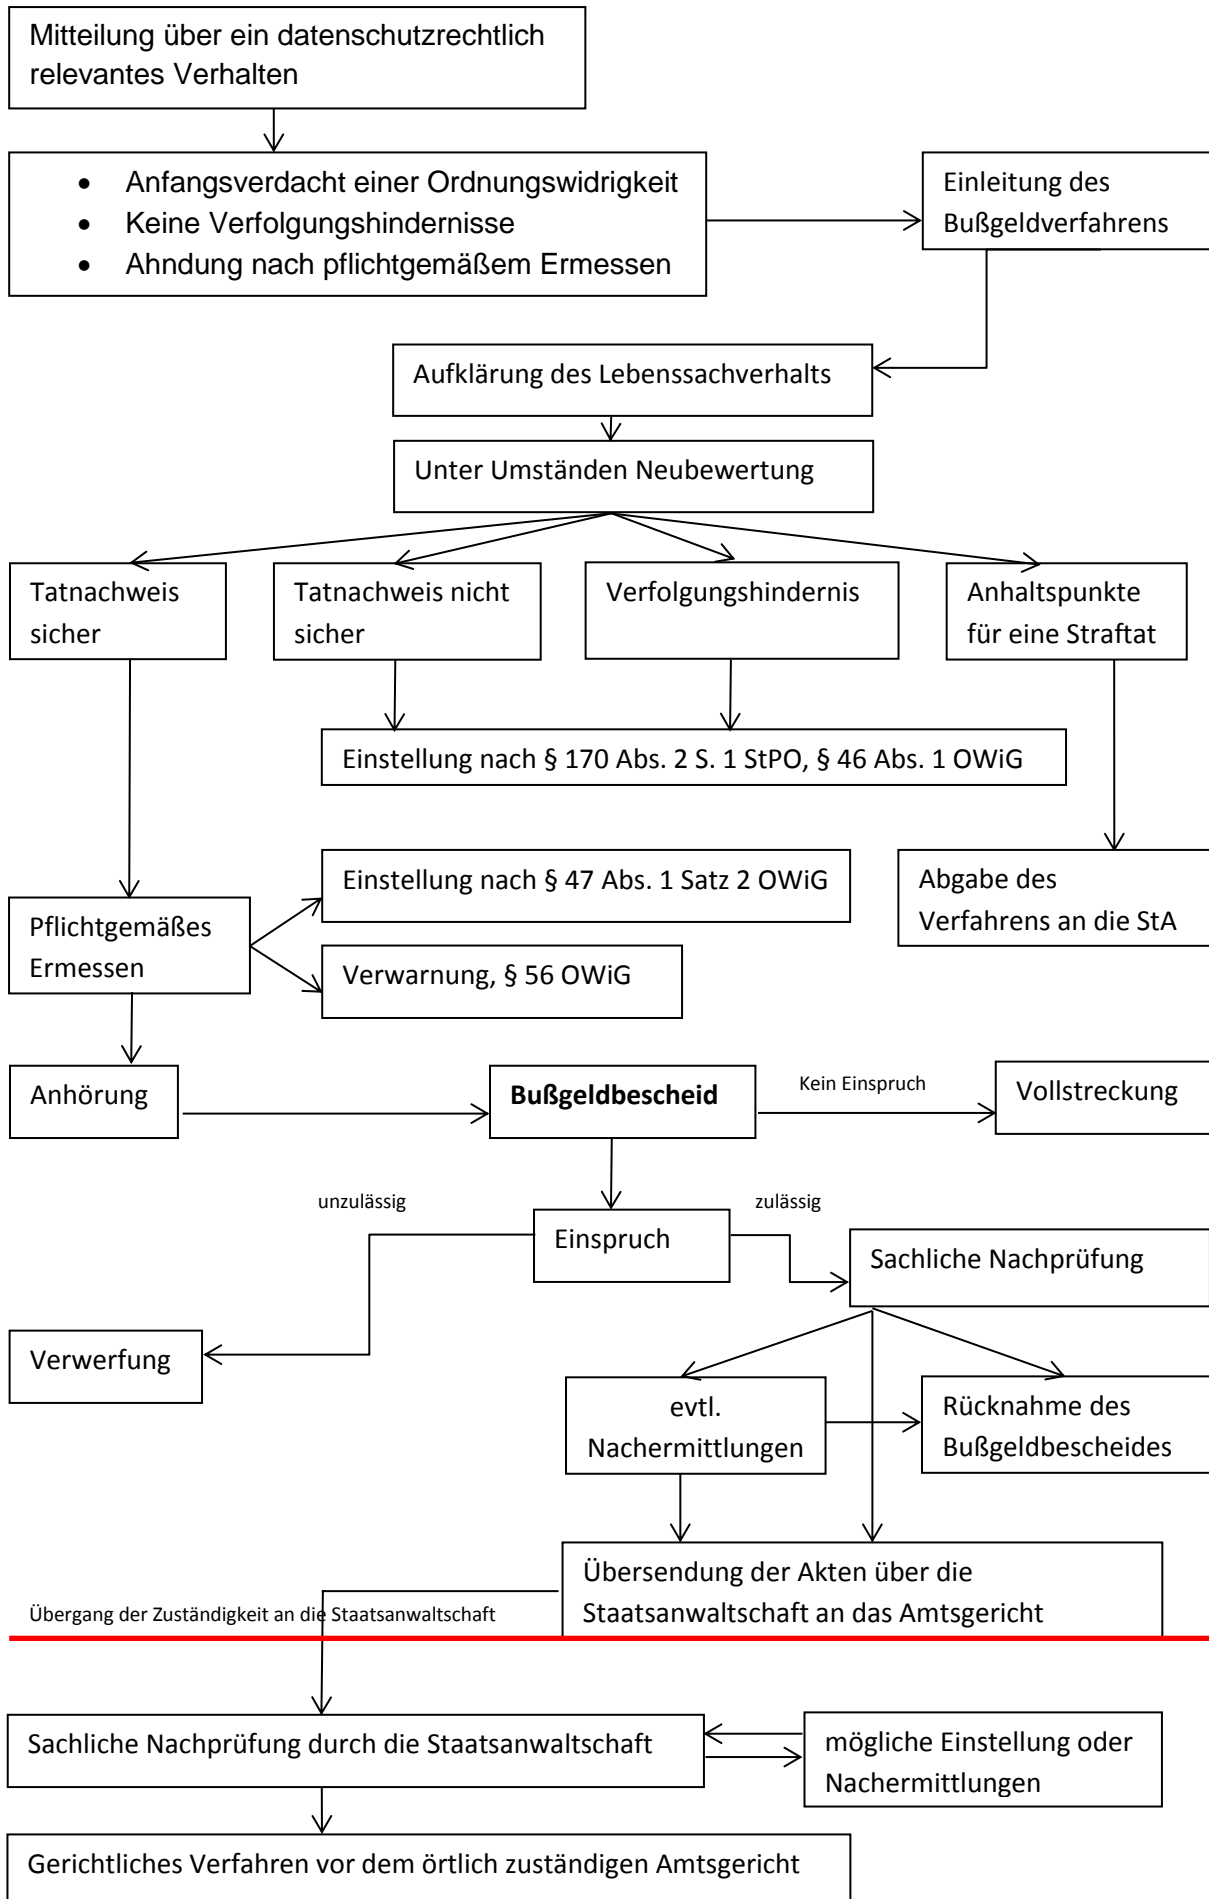 Mitteilung über ein datenschutzrechtlich
relevantes Verhalten
• Anfangsverdacht einer Ordnungswidrigkeit
• Keine Verfolgungshindernisse
• Ahndung nach pflichtgemäßem Ermessen
Einleitung des
Bußgeldverfahrens
Aufklärung des Lebenssachverhalts
Unter Umständen Neubewertung
Tatnachweis
sicher
Tatnachweis nicht
sicher
Verfolgungshindernis
Anhaltspunkte
für eine Straftat
Einstellung nach § 170 Abs. 2 S. 1 StPO, § 46 Abs. 1 OWiG
Einstellung nach § 47 Abs. 1 Satz 2 OWiG
Abgabe des
Verfahrens an die StA
Pflichtgemäßes
Ermessen
Verwarnung, § 56 OWiG
Anhörung
Bußgeldbescheid
Kein Einspruch
Vollstreckung
unzulässig
zulässig
Einspruch
Sachliche Nachprüfung
Verwerfung
evtl.
Nachermittlungen
Rücknahme des
Bußgeldbescheides
Übersendung der Akten über die
Staatsanwaltschaft an das Amtsgericht
Übergang der Zuständigkeit an die Staatsanwaltschaft
Sachliche Nachprüfung durch die Staatsanwaltschaft
mögliche Einstellung oder
Nachermittlungen
Gerichtliches Verfahren vor dem örtlich zuständigen Amtsgericht